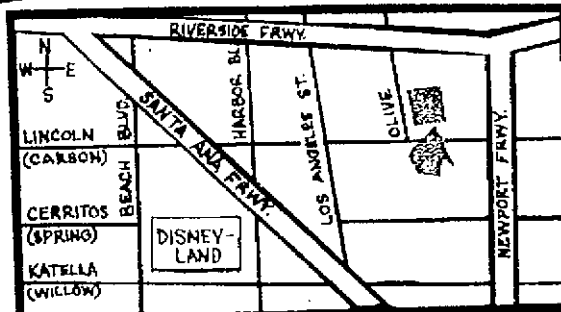 RIVERSIDE FRWY.
N
W E
S
BEACH BLVD.
SANTA ANA FRWY.
HARBOR BL.
LOS ANGELES ST.
OLIVE
NEWPORT FRWY.
LINCOLN
(CARBON)
CERRITOS
(SPRING)
DISNEY-
LAND
KATELLA
(WILLOW)